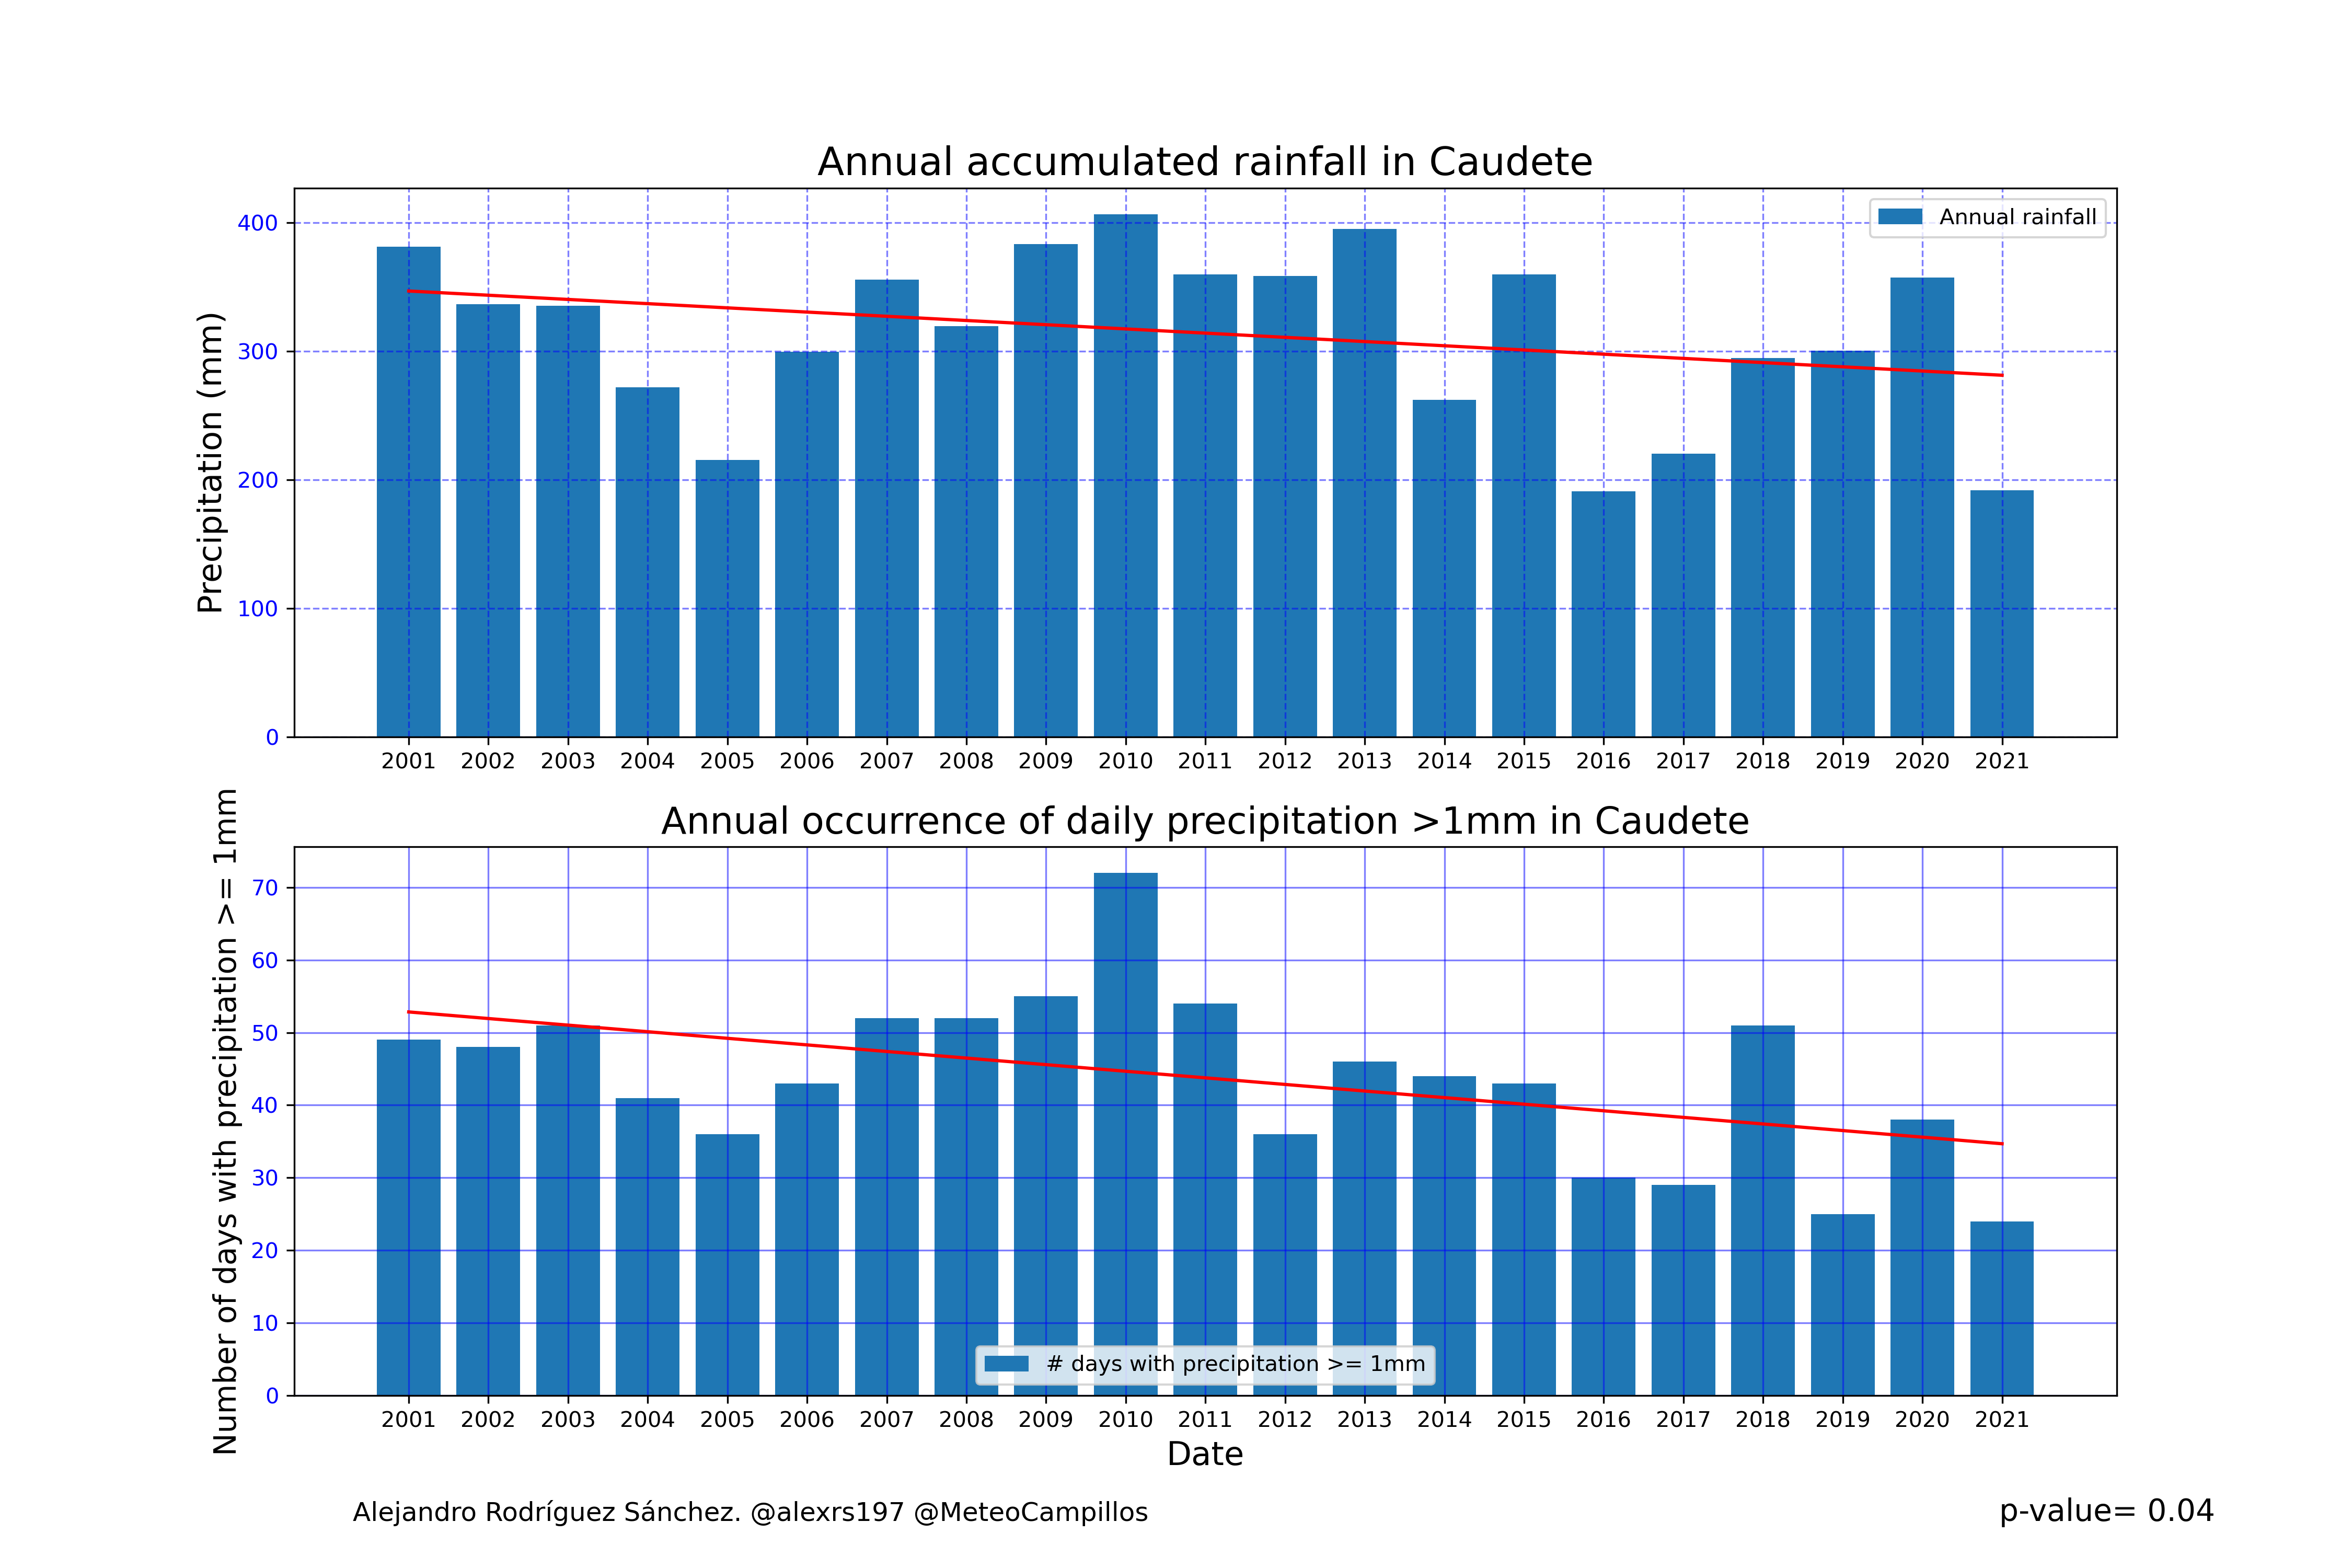 Annual accumulated rainfall in Caudete
Precipitation (mm)
400
300
200
100
0
Annual rainfall
2001 2002 2003 2004 2005 2006 2007 2008 2009 2010 2011 2012 2013 2014 2015 2016 2017 2018 2019 2020 2021
Annual occurrence of daily precipitation >1mm in Caudete
Number of days with precipitation >= 1mm
70
60
50
40
30
20
10
0
# days with precipitation >= 1mm
2001 2002 2003 2004 2005 2006 2007 2008 2009 2010 2011 2012 2013 2014 2015 2016 2017 2018 2019 2020 2021
Date
Alejandro Rodríguez Sánchez. @alexrs197 @MeteoCampillos
p-value= 0.04